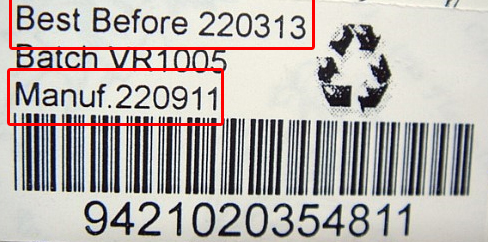 Best Before 220313
Batch VR1005
Manuf.220911
9421020354811